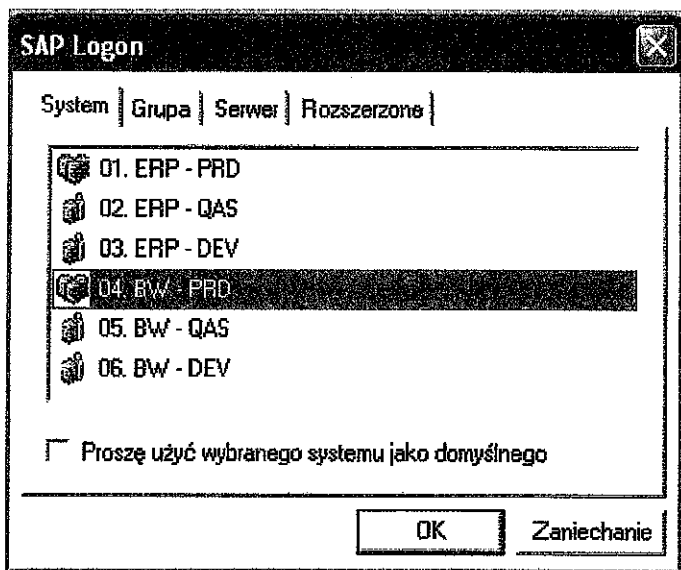 SAP Logon
System Grupa Serwer Rozszerzone
01. ERP - PRD
02. ERP - QAS
03. ERP - DEV
04. BW - PRD
05. BW - QAS
06. BW - DEV
Proszę użyć wybranego systemu jako domyślnego
OK Zaniechanie